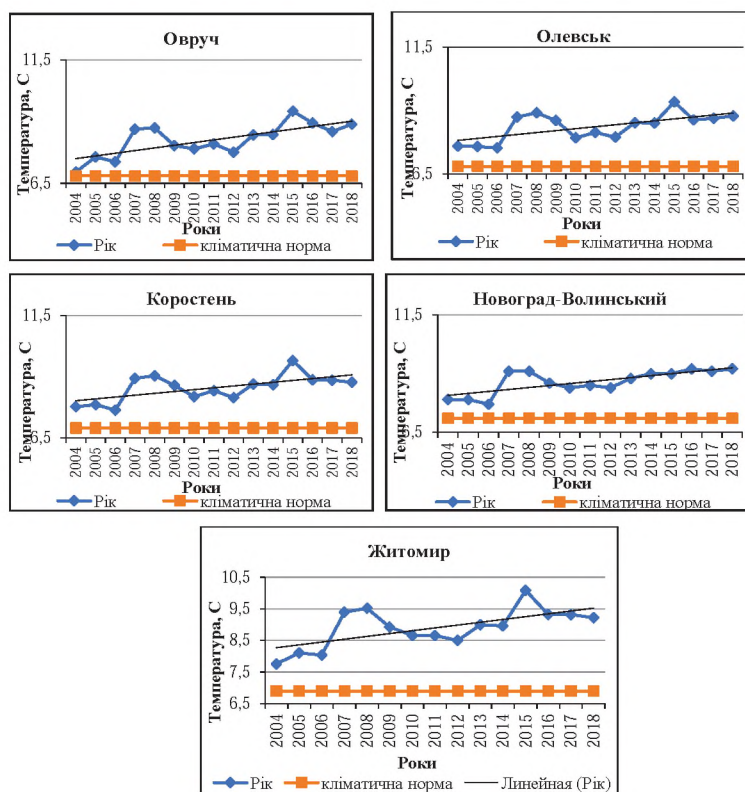 Овруч
11,5
6,5
Температура, С
2004 2005 2006 2007 2008 2009 2010 2011 2012 2013 2014 2015 2016 2017 2018
Роки
Рік кліматична норма
Олевськ
11,5
6,5
Температура, С
2004 2005 2006 2007 2008 2009 2010 2011 2012 2013 2014 2015 2016 2017 2018
Роки
Рік кліматична норма
Коростень
11,5
6,5
Температура, С
2004 2005 2006 2007 2008 2009 2010 2011 2012 2013 2014 2015 2016 2017 2018
Роки
Рік кліматична норма
Новоград-Волинський
11,5
6,5
Температура, С
2004 2005 2006 2007 2008 2009 2010 2011 2012 2013 2014 2015 2016 2017 2018
Роки
Рік кліматична норма
Житомир
10,5
9,5
8,5
7,5
6,5
Температура, С
2004 2005 2006 2007 2008 2009 2010 2011 2012 2013 2014 2015 2016 2017 2018
Роки
Рік кліматична норма Линейная (Рік)